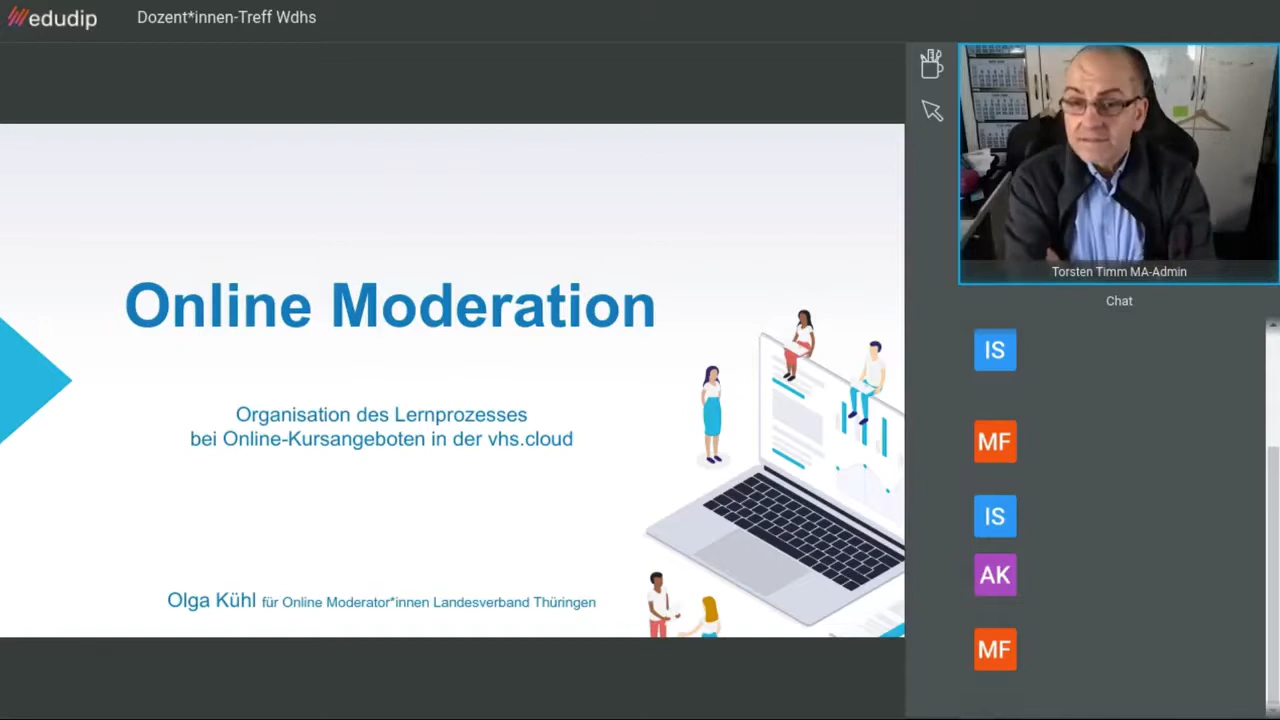 edudip
Dozent*innen-Treff Wdhs
Online Moderation
Organisation des Lernprozesses
bei Online-Kursangeboten in der vhs.cloud
Olga Kühl für Online Moderator*innen Landesverband Thüringen
Torsten Timm MA-Admin
Chat
IS
MF
IS
AK
MF